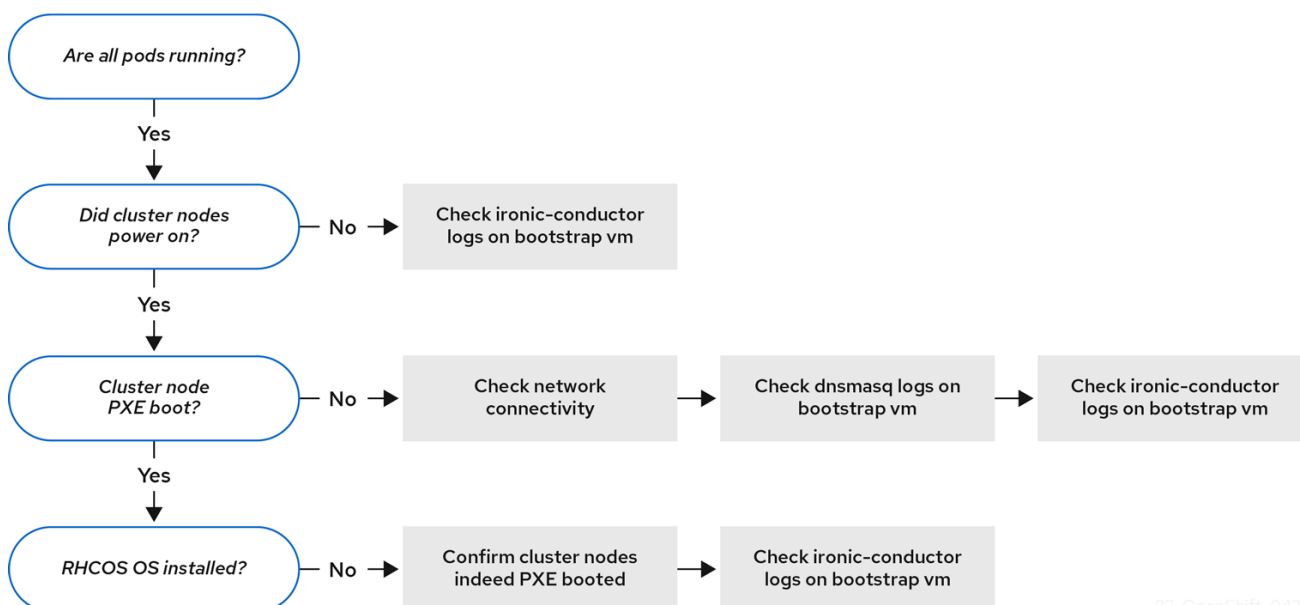 Are all pods running?
Yes
Did cluster nodes
power on?
No
Check ironic-conductor
logs on bootstrap vm
Yes
Cluster node
PXE boot?
No
Check network
connectivity
Check dnsmasq logs on
bootstrap vm
Check ironic-conductor
logs on bootstrap vm
Yes
RHCOS OS installed?
No
Confirm cluster nodes
indeed PXE booted
Check ironic-conductor
logs on bootstrap vm